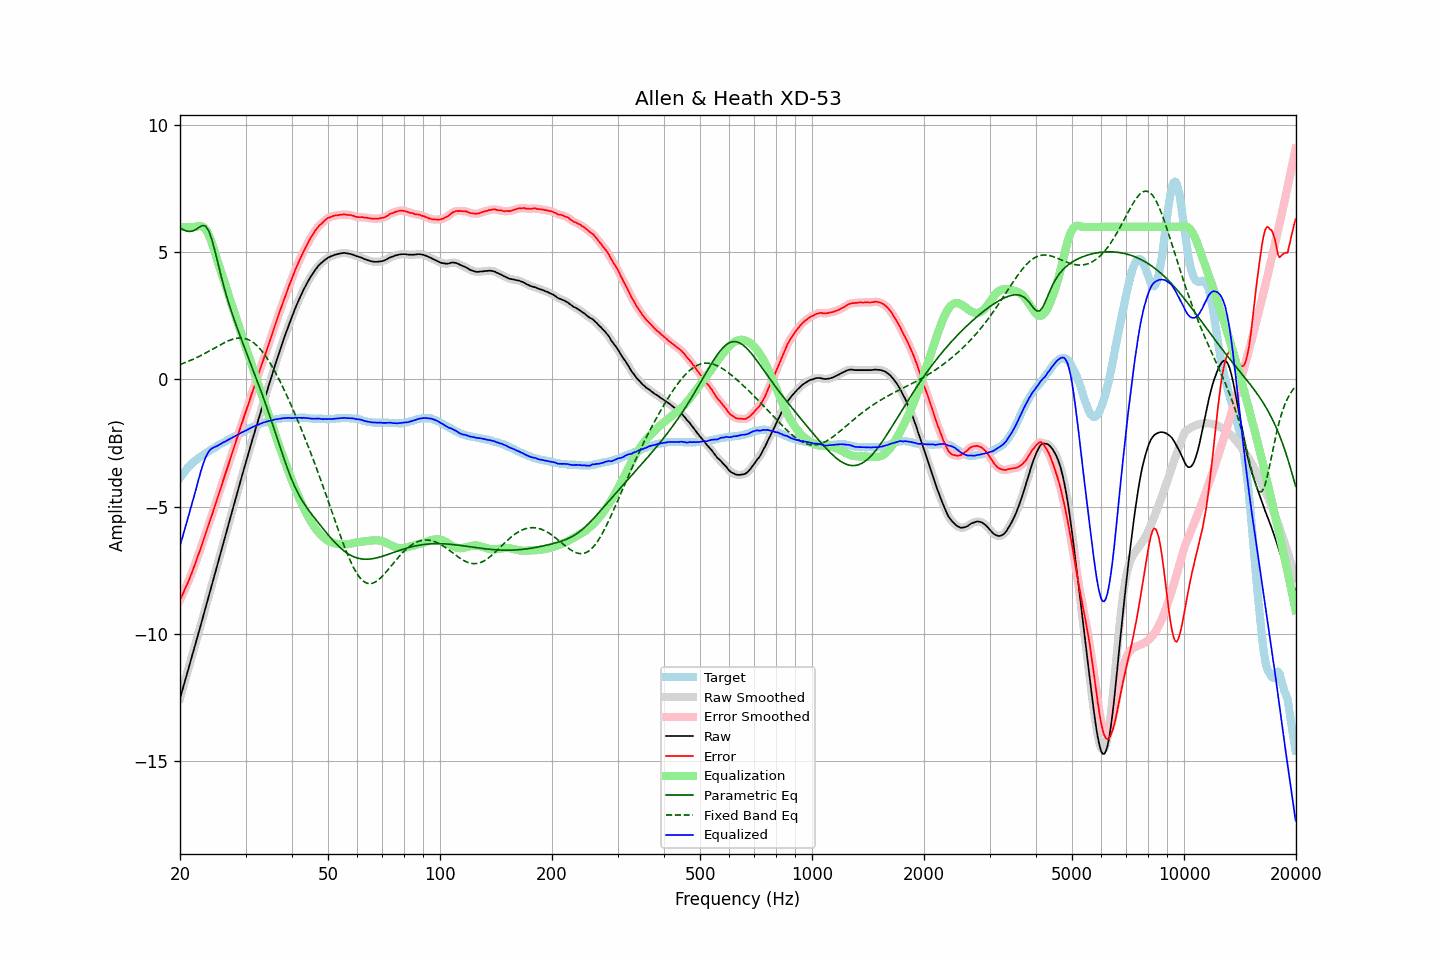 Allen & Heath XD-53
Amplitude (dBr)
10
5
0
−5
−10
−15
20
50
100
200
500
1000
2000
5000
10000
20000
Frequency (Hz)
Target
Raw Smoothed
Error Smoothed
Raw
Error
Equalization
Parametric Eq
Fixed Band Eq
Equalized